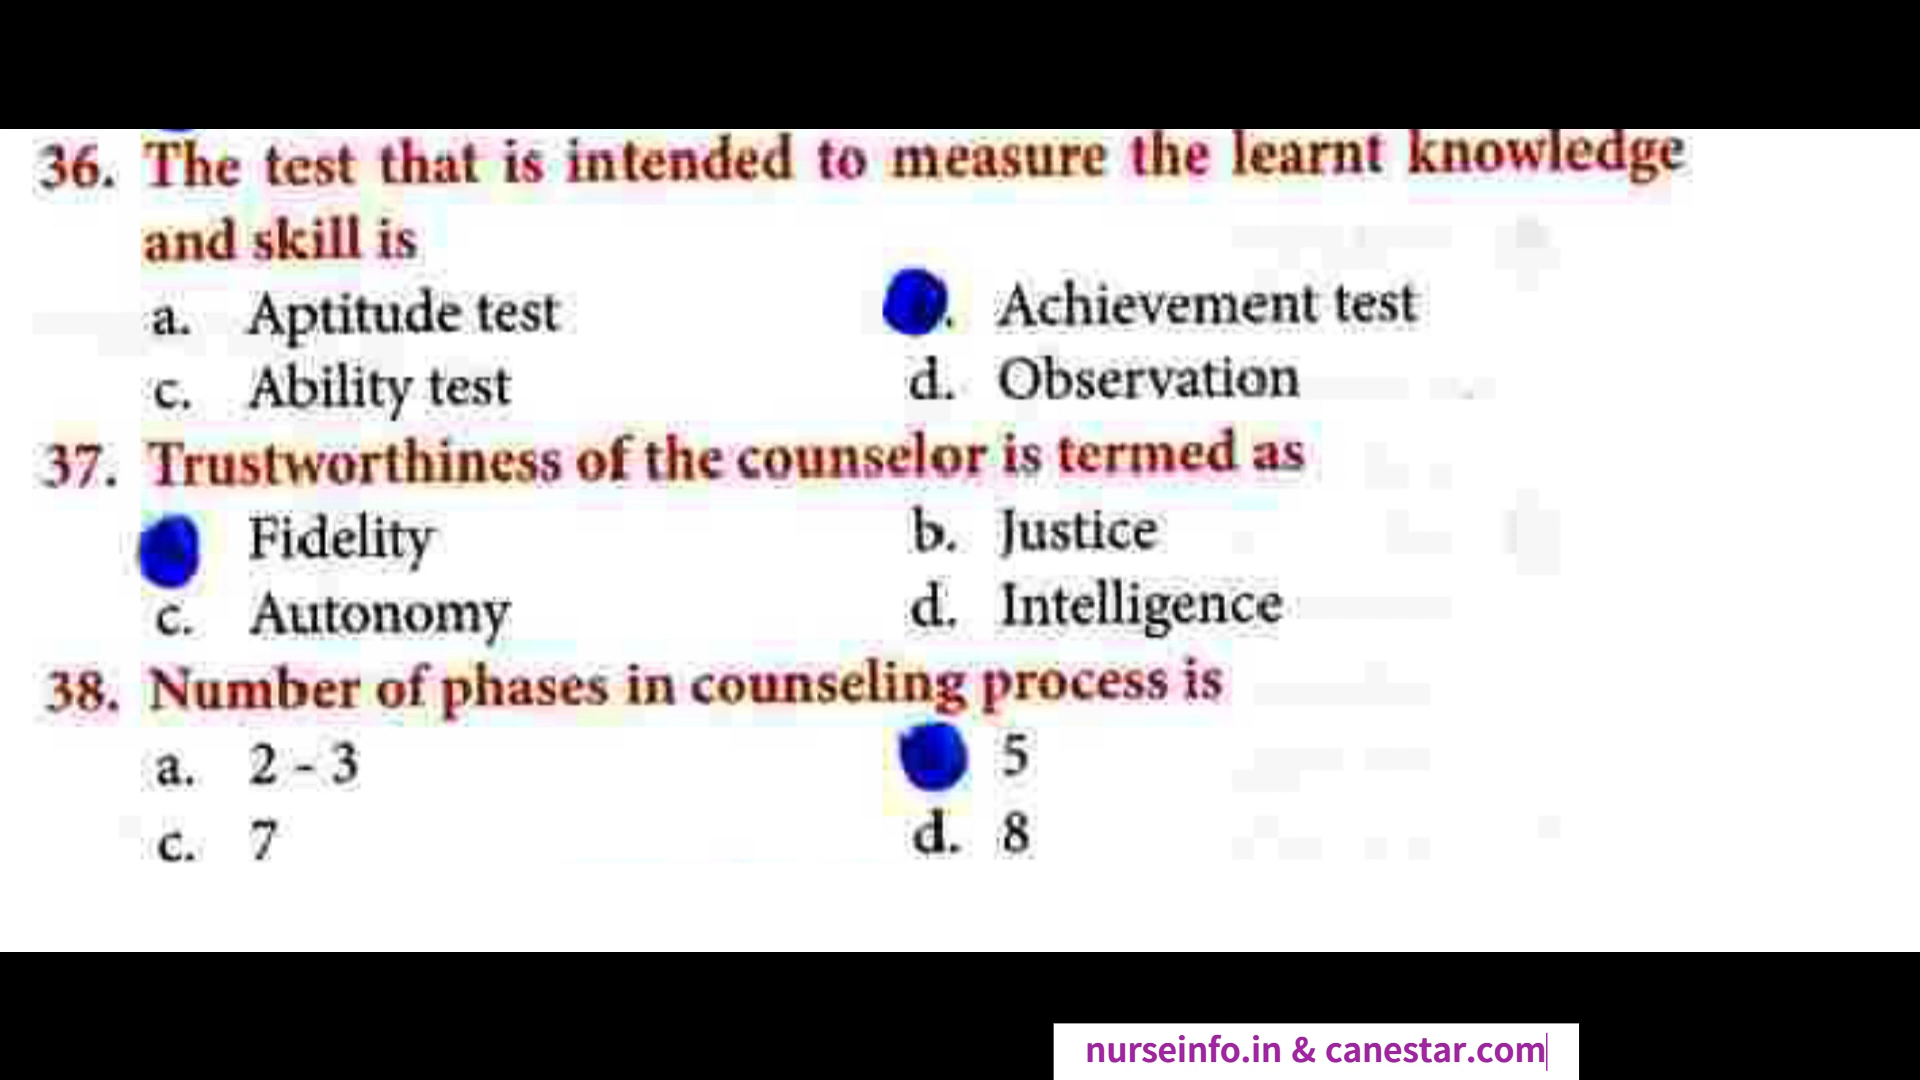 36. The test that is intended to measure the learnt knowledge
and skill is
a. Aptitude test . Achievement test
c. Ability test d. Observation
37. Trustworthiness of the counselor is termed as
Fidelity b. Justice
c. Autonomy d. Intelligence
38. Number of phases in counseling process is
a. 2 - 3 5
c. 7 d. 8
nurseinfo.in & canestar.com